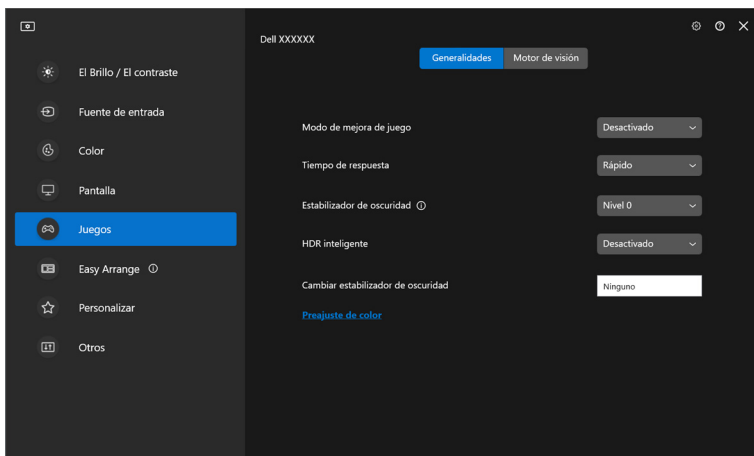 Dell XXXXXX
Generalidades
Motor de visión
El Brillo / El contraste
Fuente de entrada
Color
Pantalla
Juegos
Easy Arrange
Personalizar
Otros
Modo de mejora de juego
Desactivado
Tiempo de respuesta
Rápido
Estabilizador de oscuridad
Nivel 0
HDR inteligente
Desactivado
Cambiar estabilizador de oscuridad
Ninguno
Preajuste de color